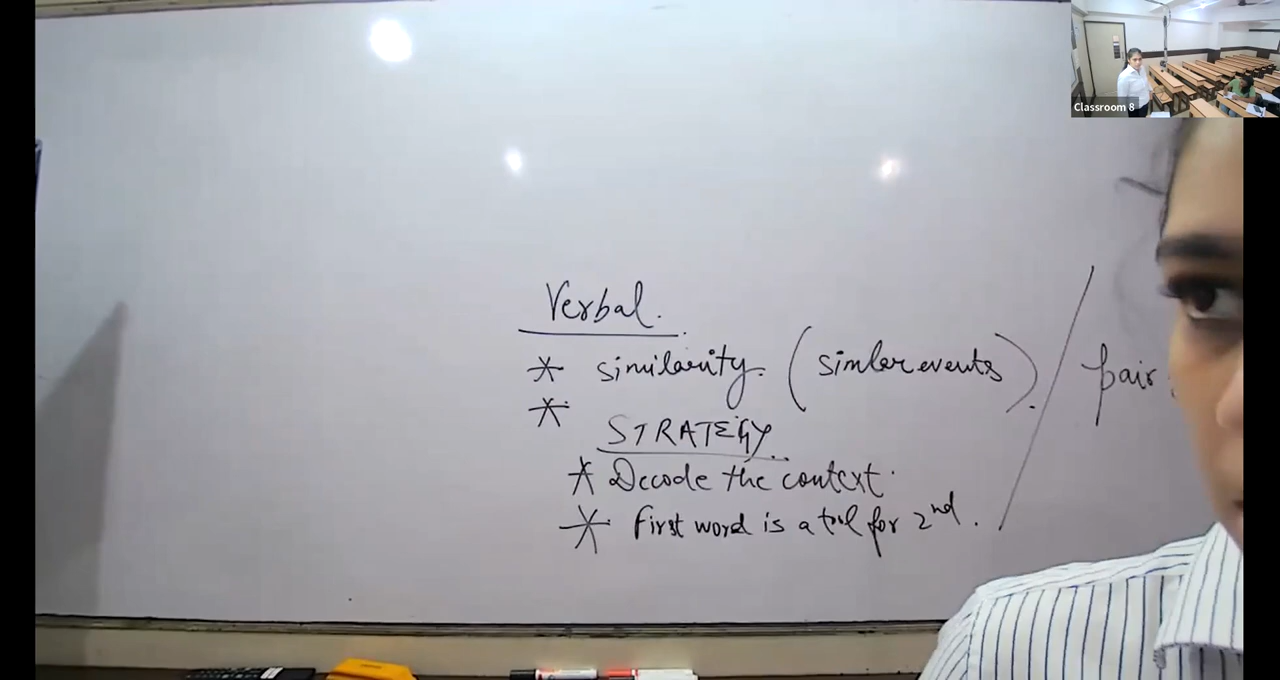 Classroom 8
Verbal.
* similarity. (simlar events). / pair
*
STRATEGY
* Decode the context.
* First word is a tool for 2nd.